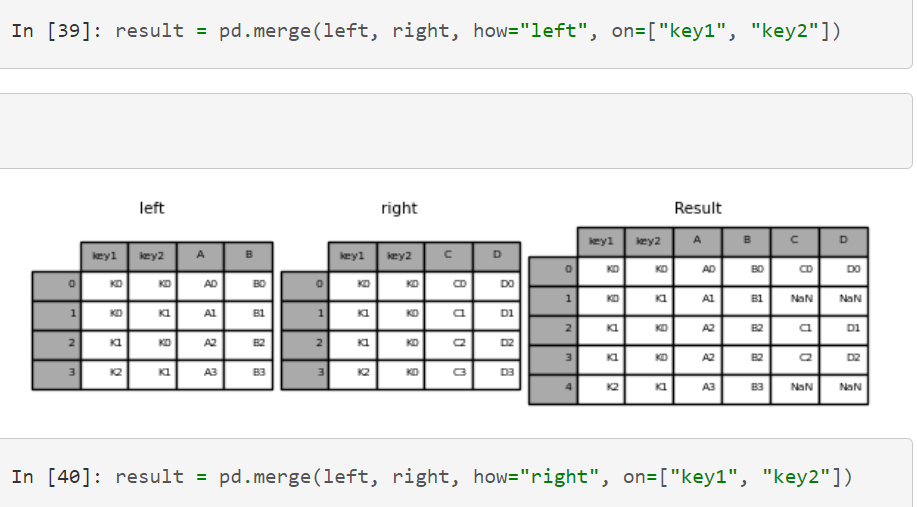 In [39]: result = pd.merge(left, right, how="left", on=["key1", "key2"])
left right Result
key1 key2 A B
0 K0 K0 A0 B0
1 K0 K1 A1 B1
2 K1 K0 A2 B2
3 K2 K1 A3 B3
key1 key2 C D
0 K0 K0 C0 D0
1 K1 K0 C1 D1
2 K1 K0 C2 D2
3 K2 K0 C3 D3
key1 key2 A B C D
0 K0 K0 A0 B0 C0 D0
1 K0 K1 A1 B1 NaN NaN
2 K1 K0 A2 B2 C1 D1
3 K1 K0 A2 B2 C2 D2
4 K2 K1 A3 B3 NaN NaN
In [40]: result = pd.merge(left, right, how="right", on=["key1", "key2"])